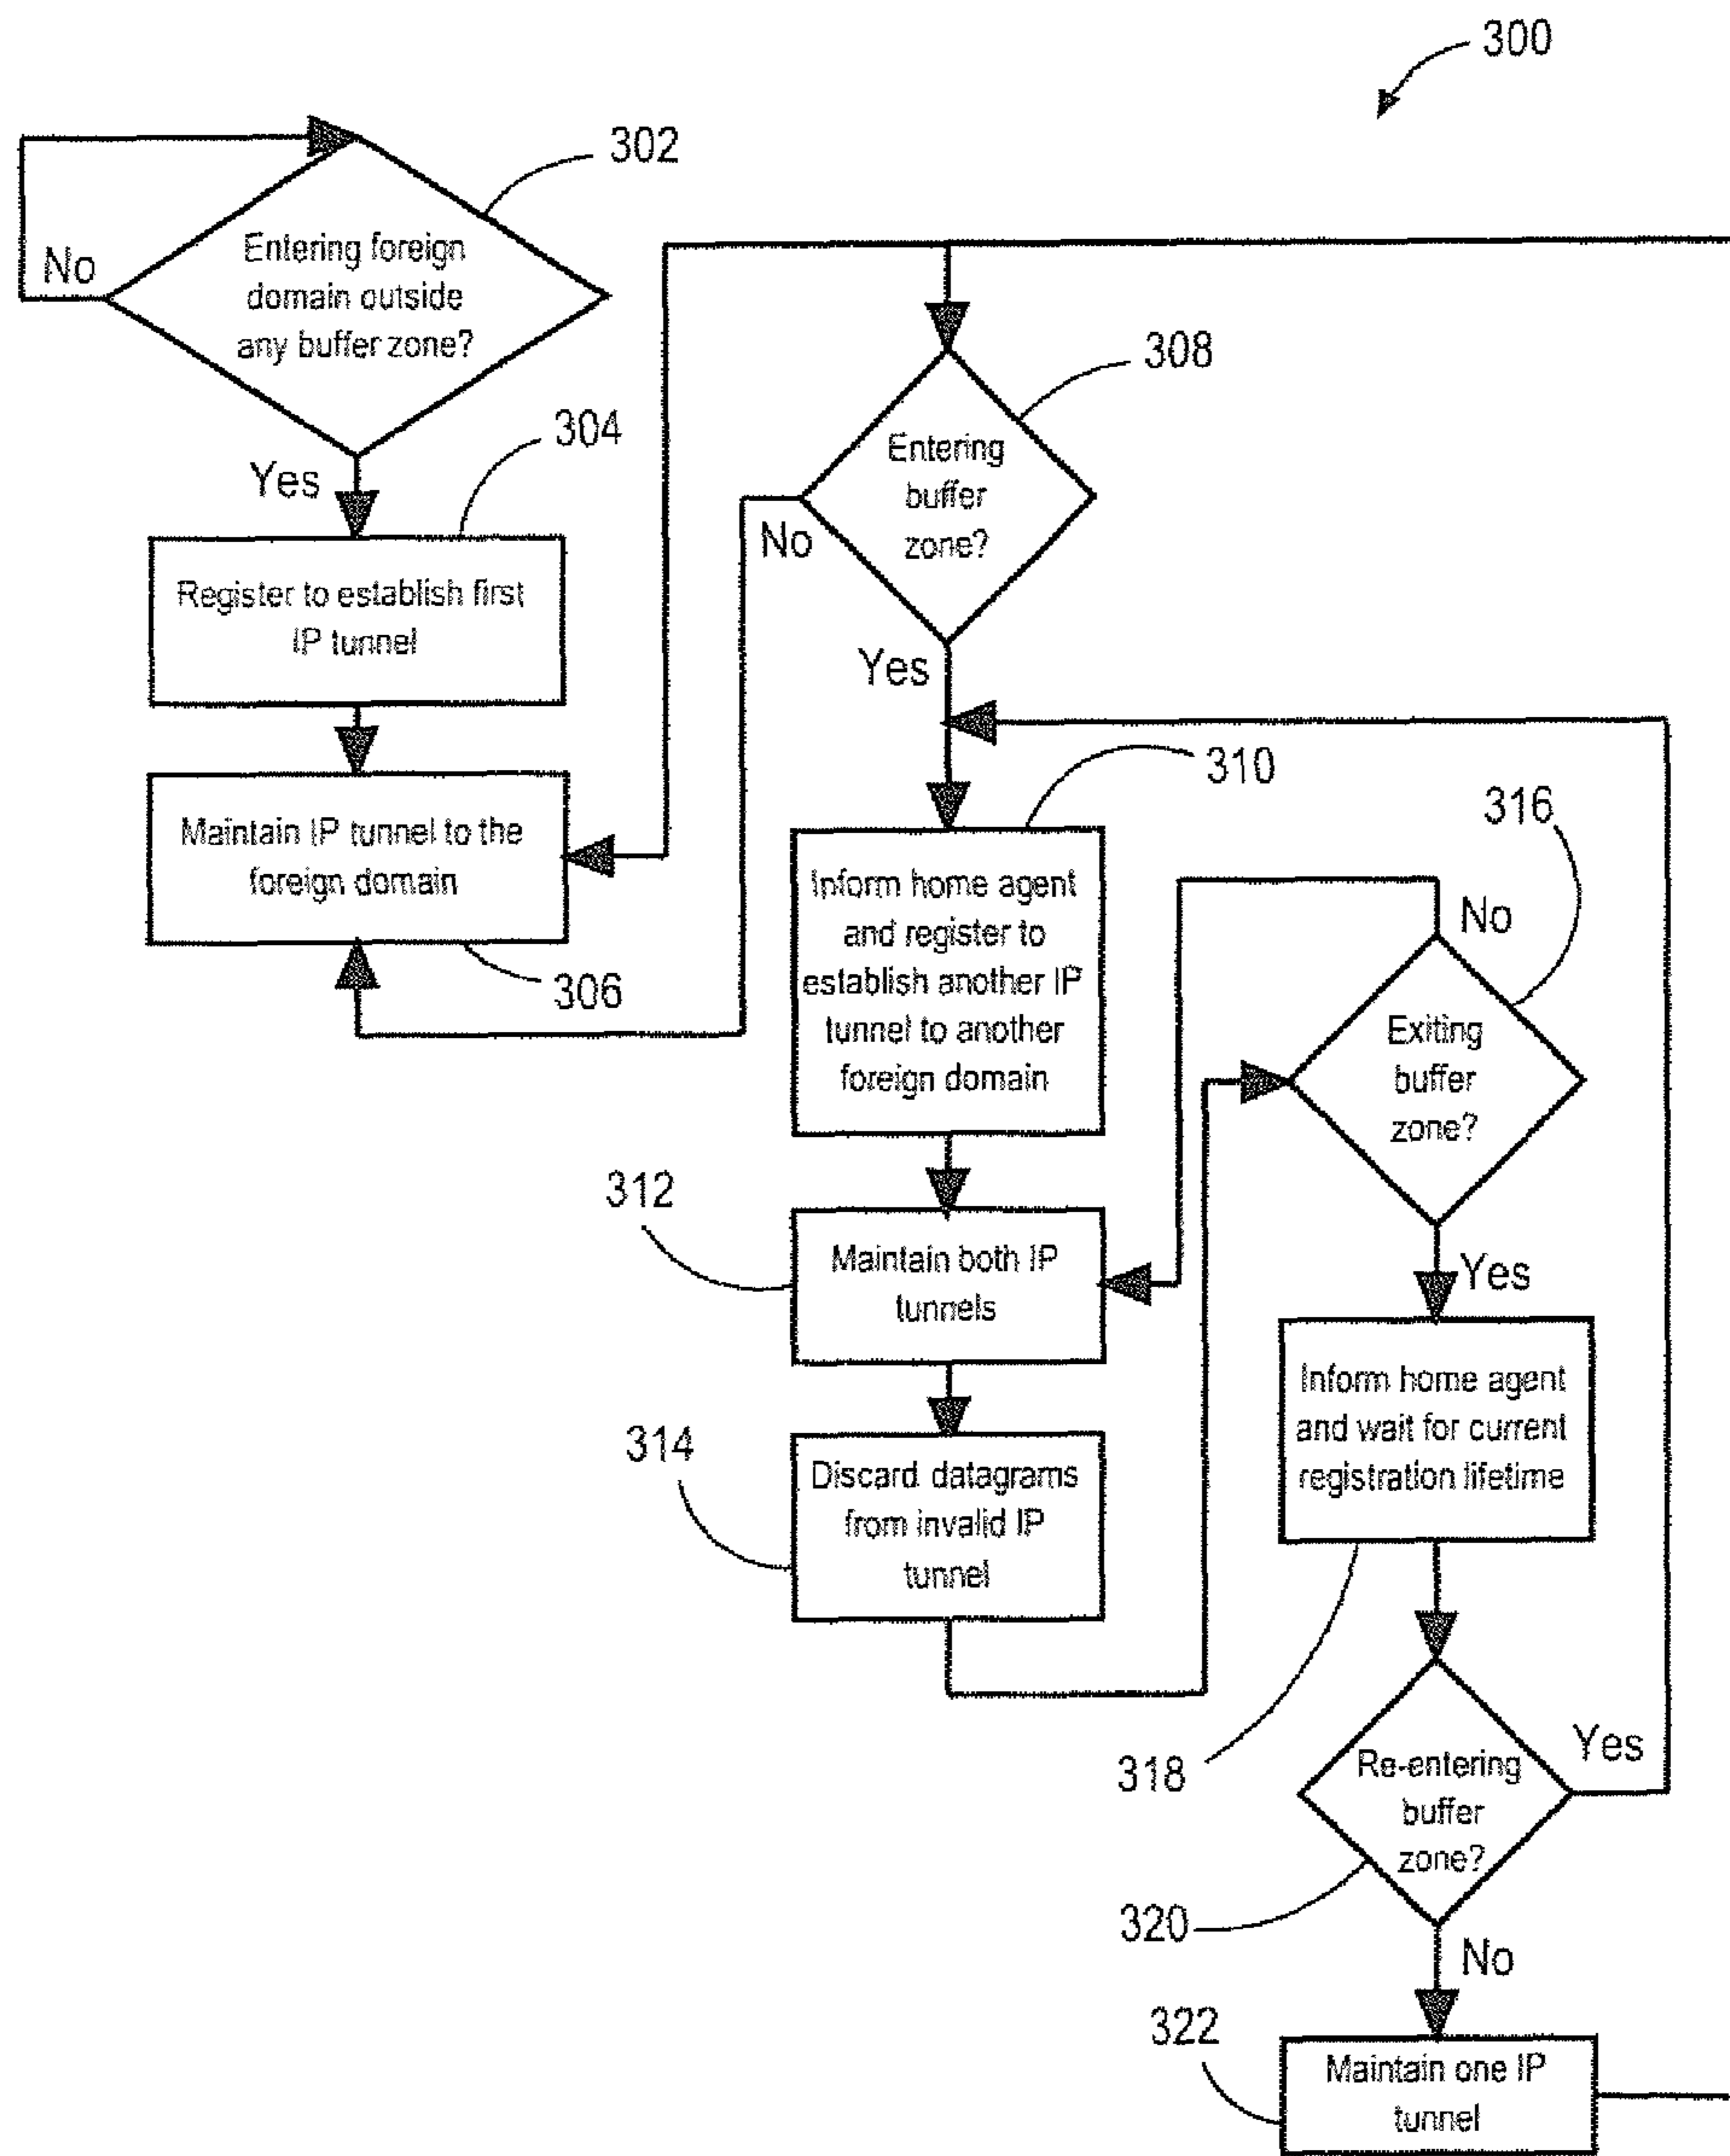 300
302
Entering foreign
domain outside
any buffer zone?
No
Yes
304
Register to establish first
IP tunnel
Maintain IP tunnel to the
foreign domain
306
308
Entering
buffer
zone?
No
Yes
310
Inform home agent
and register to
establish another IP
tunnel to another
foreign domain
312
Maintain both IP
tunnels
314
Discard datagrams
from invalid IP
tunnel
316
No
Exiting
buffer
zone?
Yes
Inform home agent
and wait for current
registration lifetime
318
Re-entering
buffer
zone?
Yes
320
No
322
Maintain one IP
tunnel